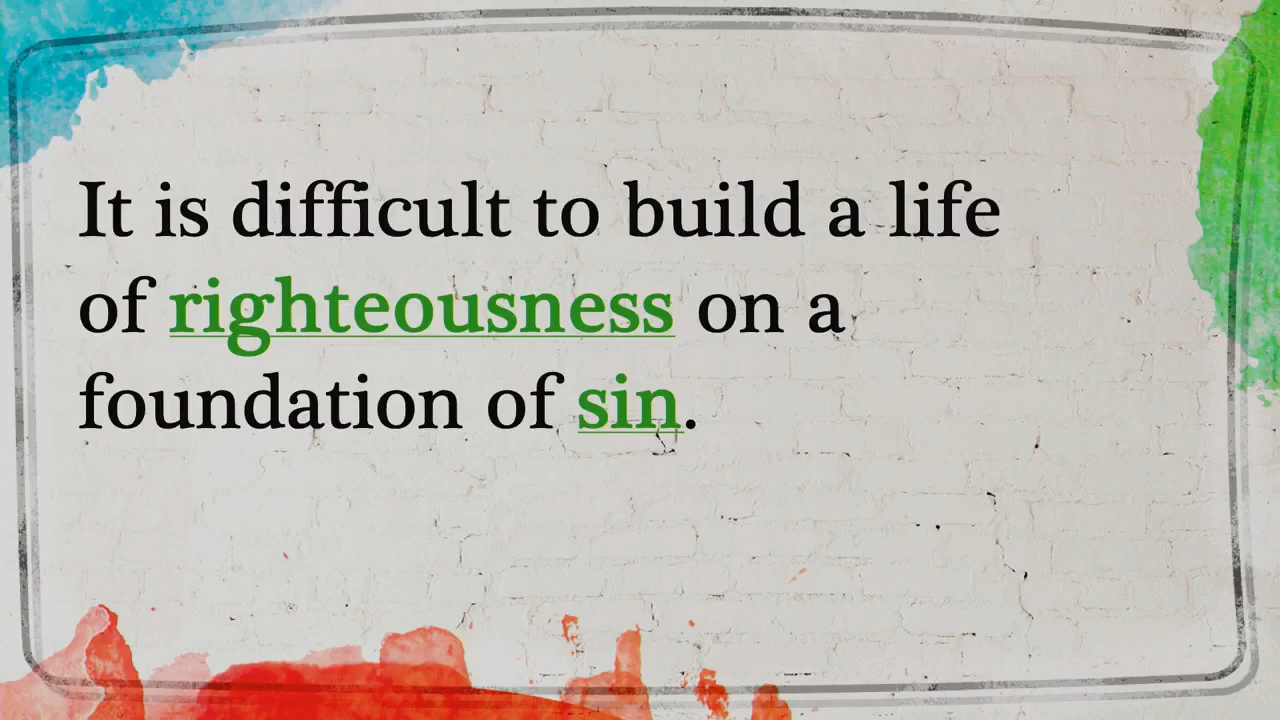 It is difficult to build a life
of righteousness on a
foundation of sin.